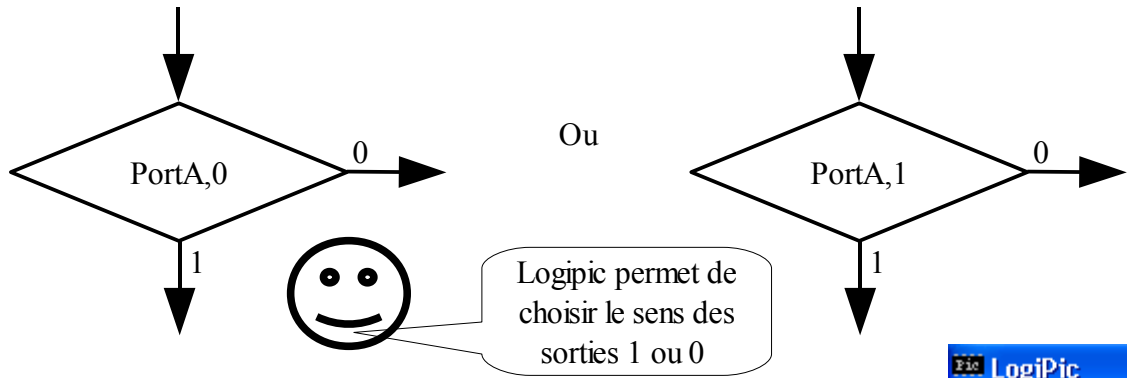 PortA,0
0
1
Ou
PortA,1
0
1
Logipic permet de
choisir le sens des
sorties 1 ou 0
Pic LogiPic